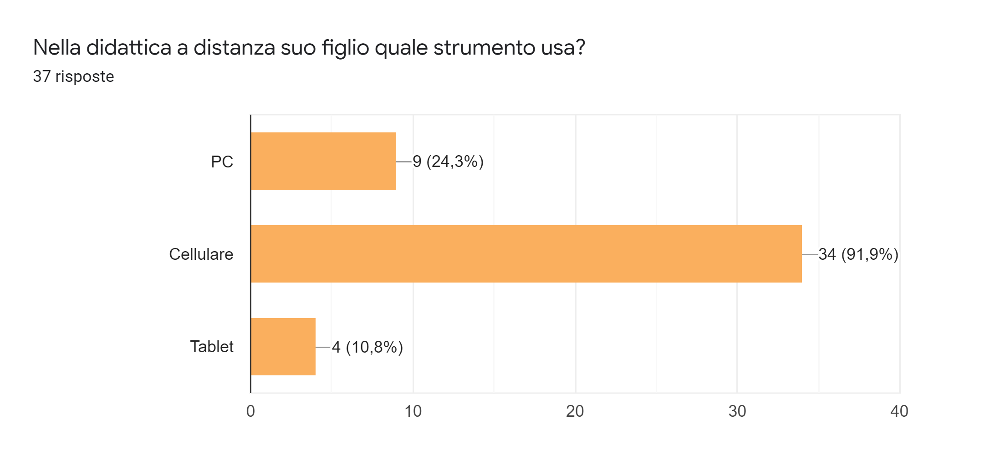 Nella didattica a distanza suo figlio quale strumento usa?
37 risposte
PC
9 (24,3%)
Cellulare
34 (91,9%)
Tablet
4 (10,8%)
0 10 20 30 40